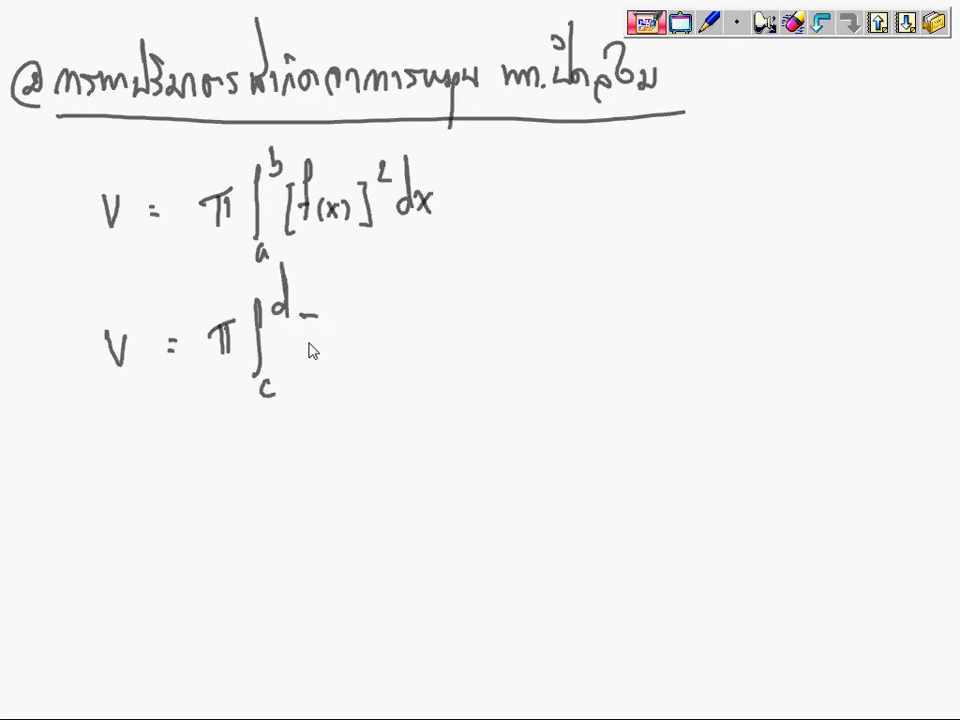 @ การหาปริมาตรที่เกิดจากการหมุน พท.ปิดล้อม
V = π ∫_a^b [f(x)]^2 dx
V = π ∫_c^d –